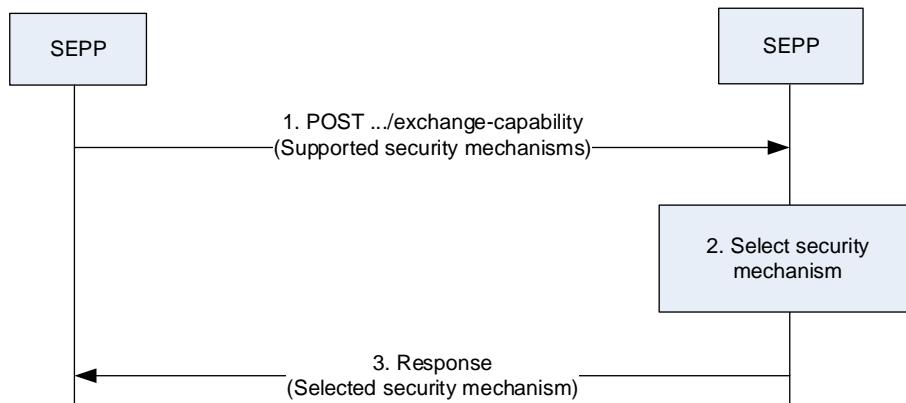 SEPP
SEPP
1. POST .../exchange-capability
(Supported security mechanisms)
2. Select security
mechanism
3. Response
(Selected security mechanism)